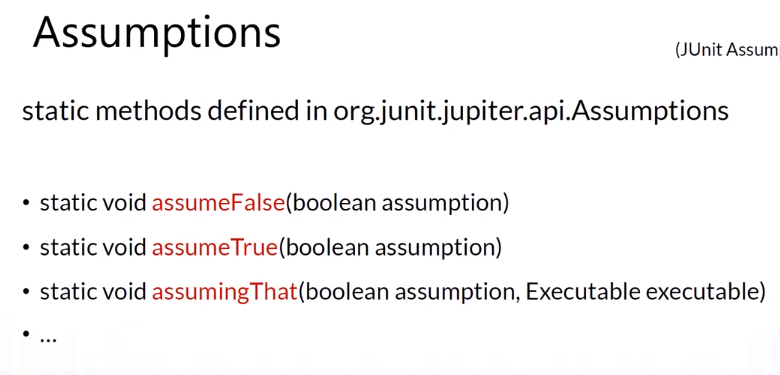 Assumptions
(JUnit Assum
static methods defined in org.junit.jupiter.api.Assumptions
• static void assumeFalse(boolean assumption)
• static void assumeTrue(boolean assumption)
• static void assumingThat(boolean assumption, Executable executable)
• ...